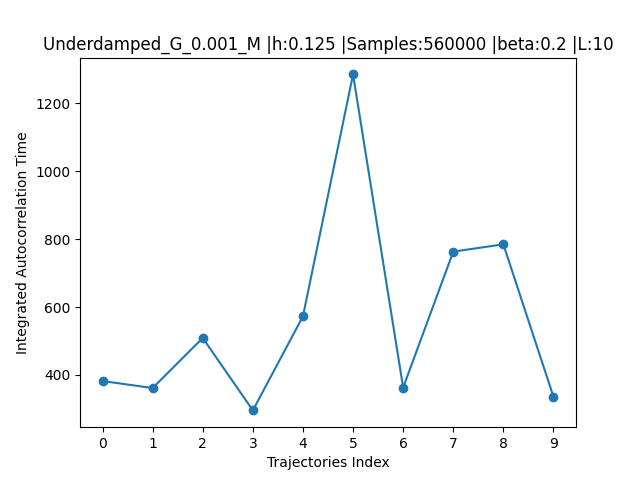 Underdamped_G_0.001_M |h:0.125 |Samples:560000 |beta:0.2 |L:10
Integrated Autocorrelation Time
1200
1000
800
600
400
0 1 2 3 4 5 6 7 8 9
Trajectories Index